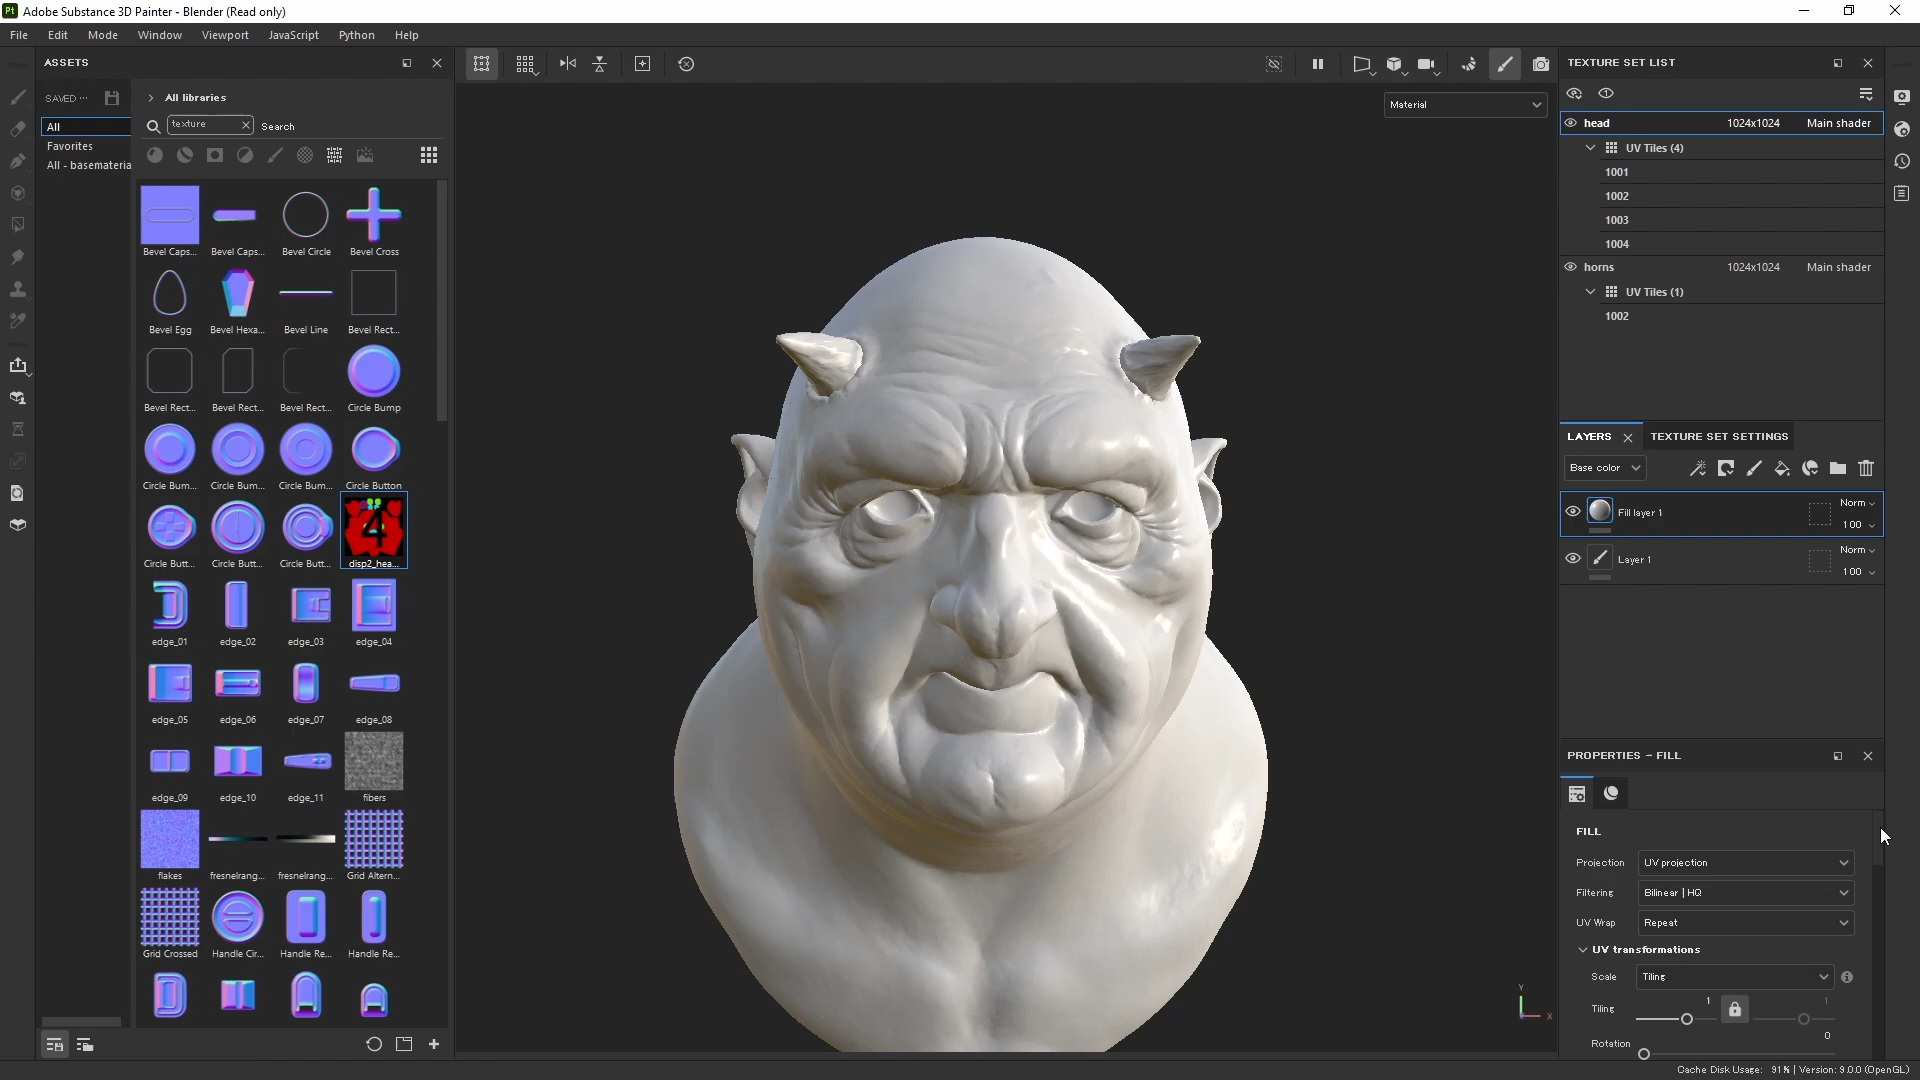 Pt Adobe Substance 3D Painter - Blender (Read only)
File Edit Mode Window Viewport JavaScript Python Help
ASSETS
SAVED ...
All libraries
texture
Search
All
Favorites
All - basemateria
Bevel Caps... Bevel Caps... Bevel Circle Bevel Cross
Bevel Egg Bevel Hexa... Bevel Line Bevel Rect...
Bevel Rect... Bevel Rect... Bevel Rect... Circle Bump
Circle Bum... Circle Bum... Circle Bum... Circle Button
4
Circle Butt... Circle Butt... Circle Butt... disp2_hea...
edge_01 edge_02 edge_03 edge_04
edge_05 edge_06 edge_07 edge_08
edge_09 edge_10 edge_11 fibers
flakes fresnelrang... fresnelrang... Grid Altern...
Grid Crossed Handle Cir... Handle Re... Handle Re...
Material
Y
X
TEXTURE SET LIST
head 1024x1024 Main shader
UV Tiles (4)
1001
1002
1003
1004
horns 1024x1024 Main shader
UV Tiles (1)
1002
LAYERS
TEXTURE SET SETTINGS
Base color
Fill layer 1
Norm
100
Layer 1
Norm
100
PROPERTIES - FILL
FILL
Projection UV projection
Filtering Bilinear | HQ
UV Wrap Repeat
UV transformations
Scale Tiling
Tiling 1 1
Rotation 0
Cache Disk Usage: 91% | Version: 9.0.0 (OpenGL)